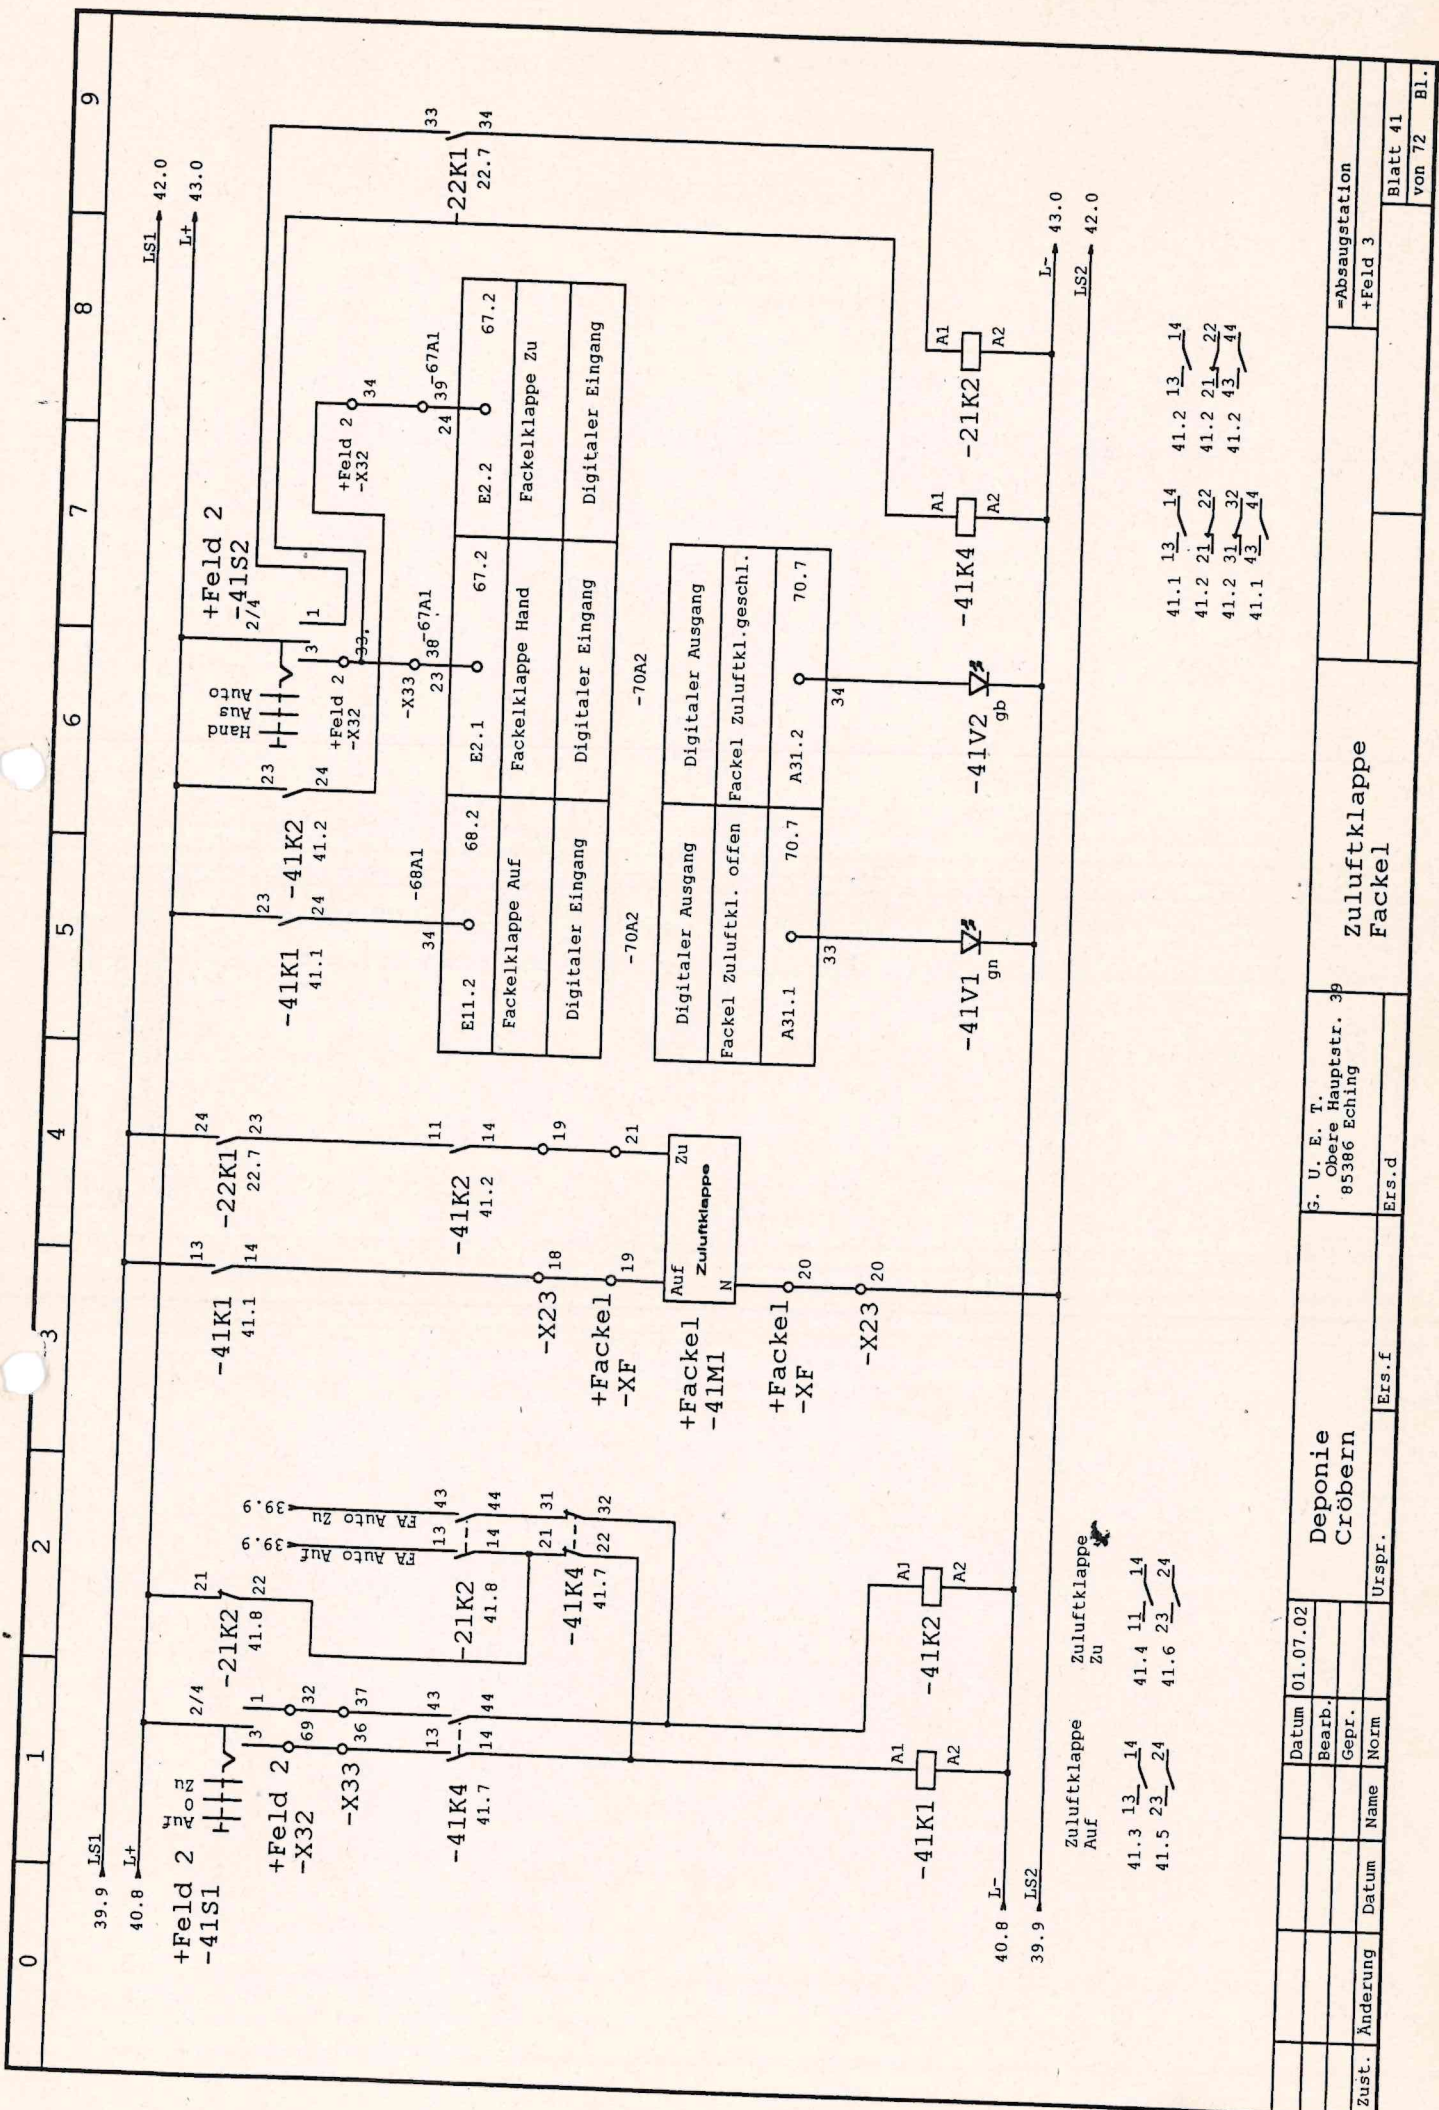 0 1 2 3 4 5 6 7 8 9
39.9 LS1
40.8 L+
LS1 42.0
L+ 43.0
+Feld 2
-41S1
Auf 0 Zu
2/4
3 1
+Feld 2
-X32
69 32
-X33
36 37
-41K4
41.7
13 14
43 44
-21K2
41.8
21 22
39.9 FA Auto Auf
39.9 FA Auto Zu
-21K2
41.8
13 14
43 44
-41K4
41.7
21 22
31 32
-41K1
A1
A2
-41K2
A1
A2
-41K1
41.1
13
14
-22K1
22.7
24
23
-41K2
41.2
11
14
-X23
18
19
+Fackel
-XF
19
21
+Fackel
-41M1
Auf Zu
Zuluftklappe
N
+Fackel
-XF
20
-X23
20
-41K1
41.1
23
24
-41K2
41.2
23
24
+Feld 2
-41S2
Hand Aus Auto
2/4
3 1
+Feld 2
-X32
33
-X33
38
-67A1
23
+Feld 2
-X32
34
39
-67A1
24
-68A1
34
-22K1
22.7
33
34
E11.2 68.2
Fackelklappe Auf
Digitaler Eingang
E2.1 67.2
Fackelklappe Hand
Digitaler Eingang
E2.2 67.2
Fackelklappe Zu
Digitaler Eingang
-70A2
-70A2
Digitaler Ausgang
Fackel Zuluftkl. offen
A31.1 70.7
33
Digitaler Ausgang
Fackel Zuluftkl.geschl.
A31.2 70.7
34
-41V1
gn
-41V2
gb
-41K4
A1
A2
-21K2
A1
A2
40.8 L-
39.9 LS2
L- 43.0
LS2 42.0
Zuluftklappe
Auf
41.3 13 14
41.5 23 24
Zuluftklappe
Zu
41.4 11 14
41.6 23 24
41.1 13 14
41.2 21 22
41.2 31 32
41.1 43 44
41.2 13 14
41.2 21 22
41.2 43 44
Zust. Änderung Datum Name
Datum 01.07.02
Bearb.
Gepr.
Norm
Deponie
Cröbern
Urspr. Ers.f Ers.d
G. U. E. T.
Obere Hauptstr. 39
85386 Eching
Zuluftklappe
Fackel
=Absaugstation
+Feld 3
Blatt 41
von 72 Bl.